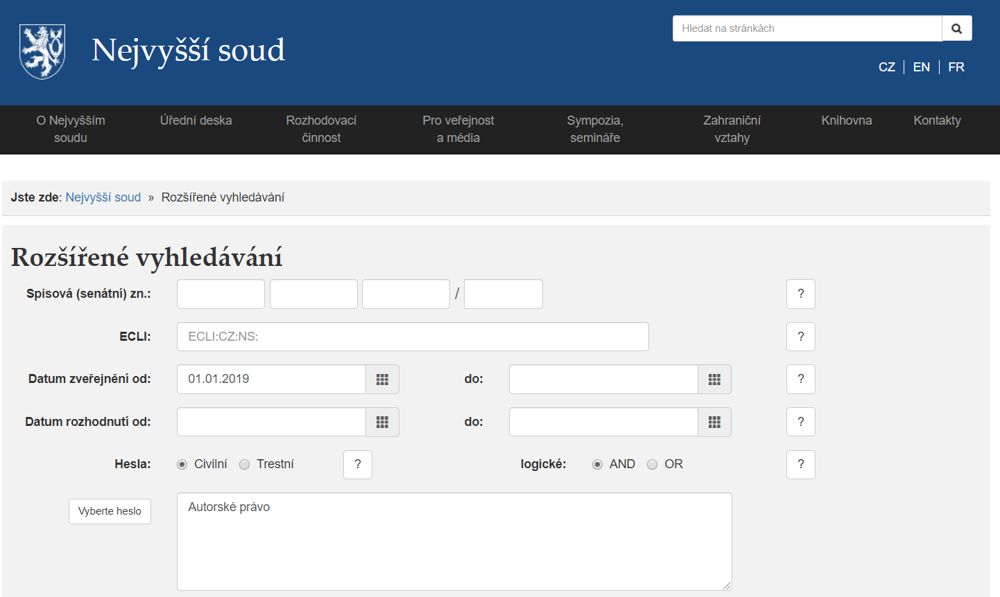 Nejvyšší soud
Hledat na stránkách
CZ | EN | FR
O Nejvyšším soudu
Úřední deska
Rozhodovací činnost
Pro veřejnost a média
Sympozia, semináře
Zahraniční vztahy
Knihovna
Kontakty
Jste zde: Nejvyšší soud » Rozšířené vyhledávání
Rozšířené vyhledávání
Spisová (senátní) zn.: / ?
ECLI: ECLI:CZ:NS: ?
Datum zveřejnění od: 01.01.2019 do: ?
Datum rozhodnutí od: do: ?
Hesla: Civilní Trestní ? logické: AND OR ?
Vyberte heslo
Autorské právo